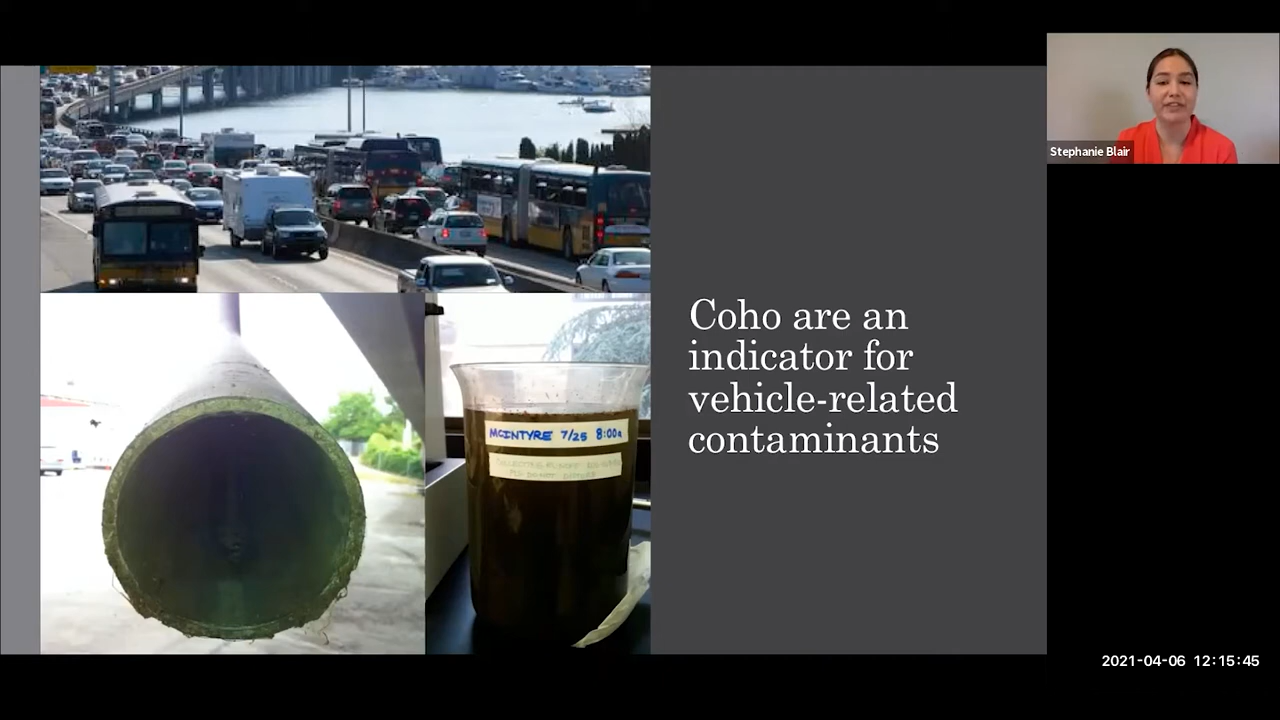 Coho are an
indicator for
vehicle-related
contaminants
MCINTYRE 7/25 8:00a
Stephanie Blair
2021-04-06 12:15:45